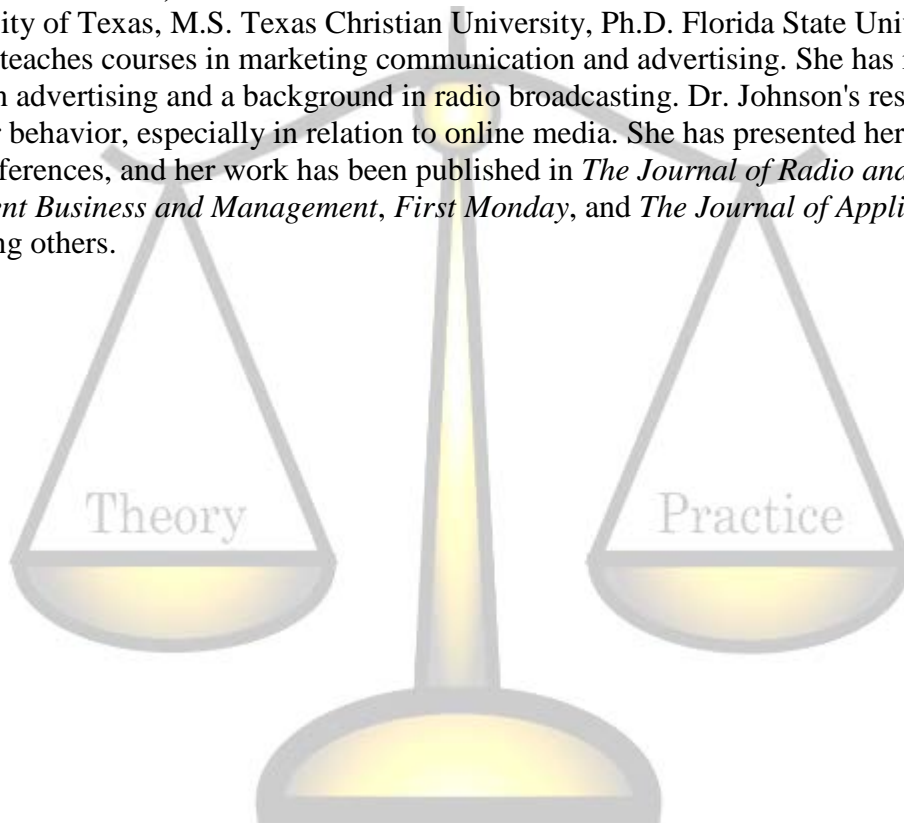 ity of Texas, M.S. Texas Christian University, Ph.D. Florida State Unit
teaches courses in marketing communication and advertising. She has
n advertising and a background in radio broadcasting. Dr. Johnson's res
r behavior, especially in relation to online media. She has presented her
ferences, and her work has been published in The Journal of Radio and
ent Business and Management, First Monday, and The Journal of Appli
ng others.
Theory
Practice